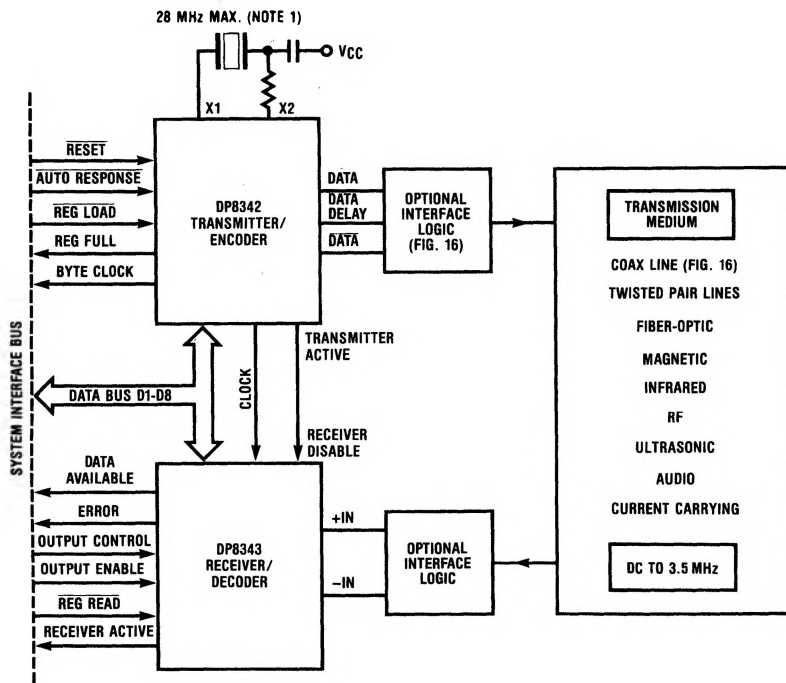 28 MHz MAX. (NOTE 1)
VCC
X1
X2
SYSTEM INTERFACE BUS
RESET
AUTO RESPONSE
REG LOAD
REG FULL
BYTE CLOCK
DP8342
TRANSMITTER/
ENCODER
DATA
DATA
DELAY
DATA
OPTIONAL
INTERFACE
LOGIC
(FIG. 16)
TRANSMISSION
MEDIUM
COAX LINE (FIG. 16)
TWISTED PAIR LINES
FIBER-OPTIC
MAGNETIC
INFRARED
RF
ULTRASONIC
AUDIO
CURRENT CARRYING
DC TO 3.5 MHz
DATA BUS D1-D8
CLOCK
TRANSMITTER
ACTIVE
RECEIVER
DISABLE
DATA
AVAILABLE
ERROR
OUTPUT CONTROL
OUTPUT ENABLE
REG READ
RECEIVER ACTIVE
DP8343
RECEIVER/
DECODER
+IN
−IN
OPTIONAL
INTERFACE
LOGIC